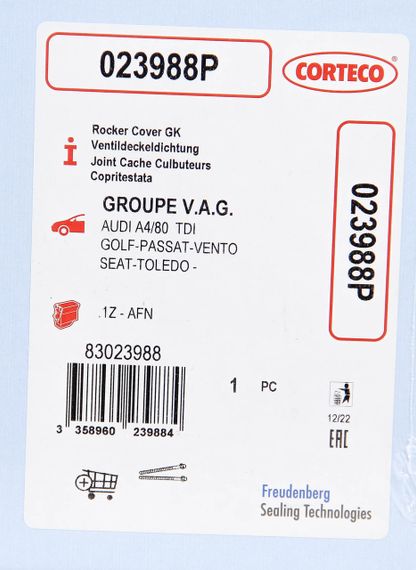 023988P
CORTECO
Rocker Cover GK
Ventildeckeldichtung
Joint Cache Culbuteurs
Copritestata
023988P
GROUPE V.A.G.
AUDI A4/80 TDI
GOLF-PASSAT-VENTO
SEAT-TOLEDO -
.1Z - AFN
83023988
1 PC
3 358960 239884
12/22
EAC
Freudenberg
Sealing Technologies